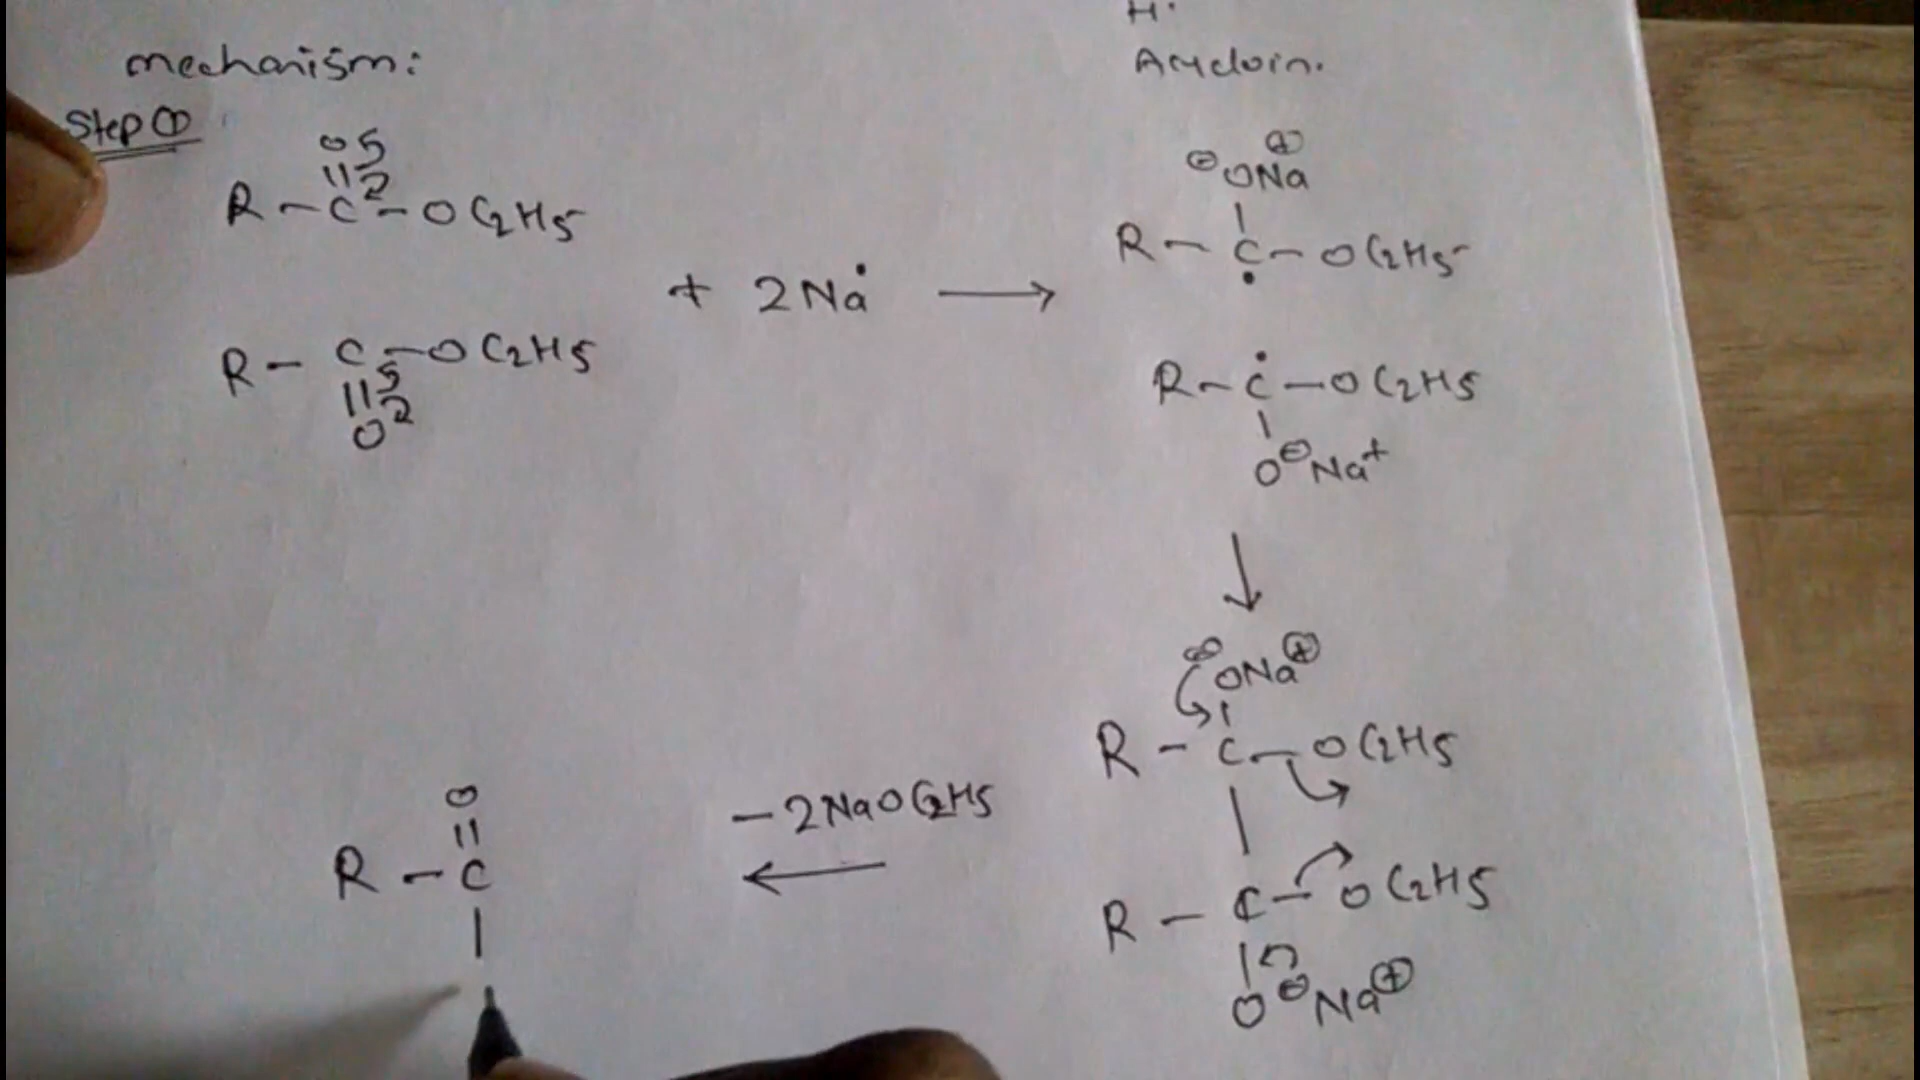 H.
mechanism:
Acyloin.
Step ①
O
||
R - C - OC2H5
⊖ONa⊕
|
R - C - OC2H5
•
+ 2Na• →
R - C - OC2H5
||
O
•
R - C - OC2H5
|
O⊖Na+
↓
⊖ONa⊕
|
R - C - OC2H5
|
R - C - OC2H5
|
O⊖Na⊕
- 2NaOC2H5
←
O
||
R - C
|